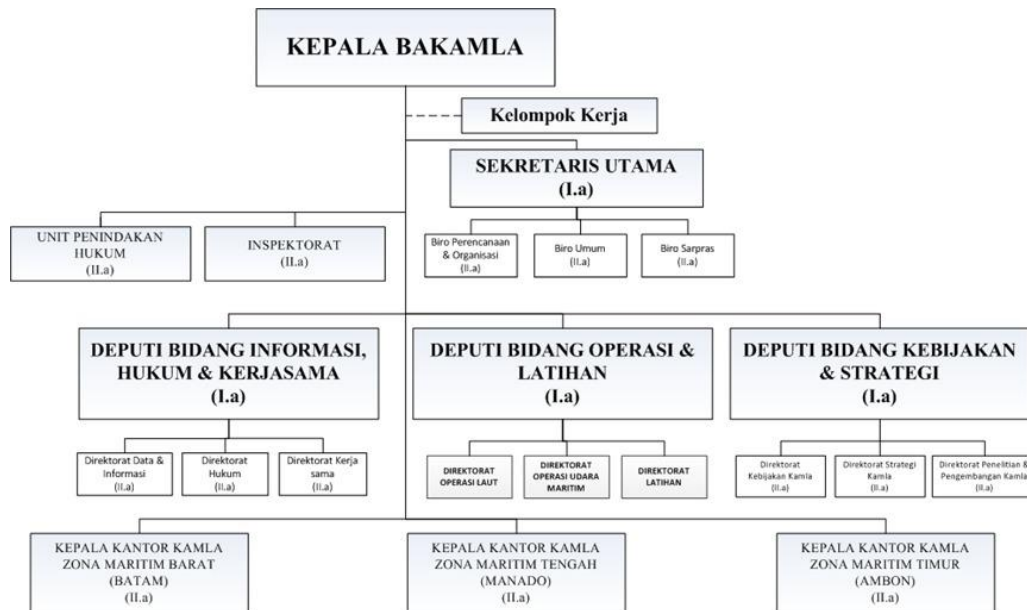 KEPALA BAKAMLA
Kelompok Kerja
SEKRETARIS UTAMA
(I.a)
UNIT PENINDAKAN
HUKUM
(II.a)
INSPEKTORAT
(II.a)
Biro Perencanaan
& Organisasi
(II.a)
Biro Umum
(II.a)
Biro Sarpras
(II.a)
DEPUTI BIDANG INFORMASI,
HUKUM & KERJASAMA
(I.a)
DEPUTI BIDANG OPERASI &
LATIHAN
(I.a)
DEPUTI BIDANG KEBIJAKAN
& STRATEGI
(I.a)
Direktorat Data &
Informasi
(II.a)
Direktorat
Hukum
(II.a)
Direktorat Kerja
sama
(II.a)
DIREKTORAT
OPERASI LAUT
DIREKTORAT
OPERASI UDARA
MARITIM
DIREKTORAT
LATIHAN
Direktorat
Kebijakan Kamla
(II.a)
Direktorat Strategi
Kamla
(II.a)
Direktorat Penelitian &
Pengembangan Kamla
(II.a)
KEPALA KANTOR KAMLA
ZONA MARITIM BARAT
(BATAM)
(II.a)
KEPALA KANTOR KAMLA
ZONA MARITIM TENGAH
(MANADO)
(II.a)
KEPALA KANTOR KAMLA
ZONA MARITIM TIMUR
(AMBON)
(II.a)